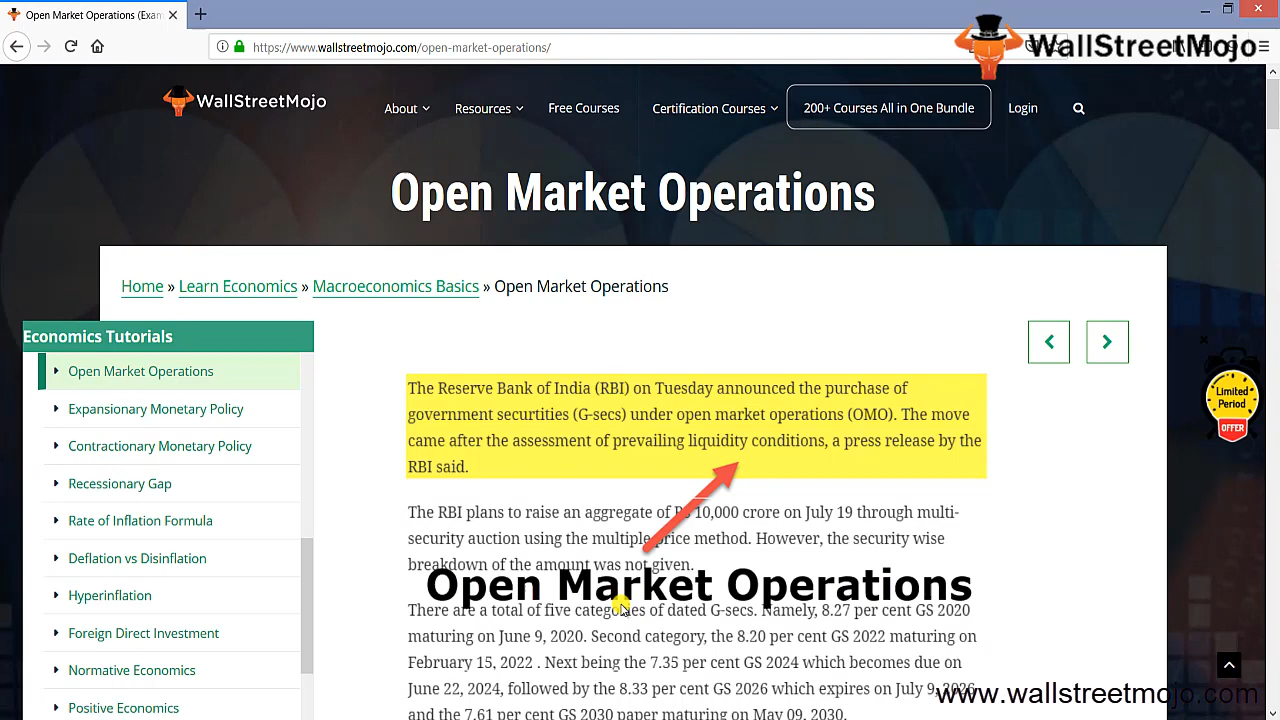 Open Market Operations (Exam
https://www.wallstreetmojo.com/open-market-operations/
WallStreetMojo
WallStreetMojo
About
Resources
Free Courses
Certification Courses
200+ Courses All in One Bundle
Login
Open Market Operations
Home » Learn Economics » Macroeconomics Basics » Open Market Operations
Economics Tutorials
Open Market Operations
Expansionary Monetary Policy
Contractionary Monetary Policy
Recessionary Gap
Rate of Inflation Formula
Deflation vs Disinflation
Hyperinflation
Foreign Direct Investment
Normative Economics
Positive Economics
The Reserve Bank of India (RBI) on Tuesday announced the purchase of
government securtities (G-secs) under open market operations (OMO). The move
came after the assessment of prevailing liquidity conditions, a press release by the
RBI said.
The RBI plans to raise an aggregate of Rs 10,000 crore on July 19 through multi-
security auction using the multiple price method. However, the security wise
breakdown of the amount was not given.
Open Market Operations
There are a total of five categories of dated G-secs. Namely, 8.27 per cent GS 2020
maturing on June 9, 2020. Second category, the 8.20 per cent GS 2022 maturing on
February 15, 2022 . Next being the 7.35 per cent GS 2024 which becomes due on
June 22, 2024, followed by the 8.33 per cent GS 2026 which expires on July 9, 2026
and the 7.61 per cent GS 2030 paper maturing on May 09, 2030.
Limited
Period
OFFER
www.wallstreetmojo.com